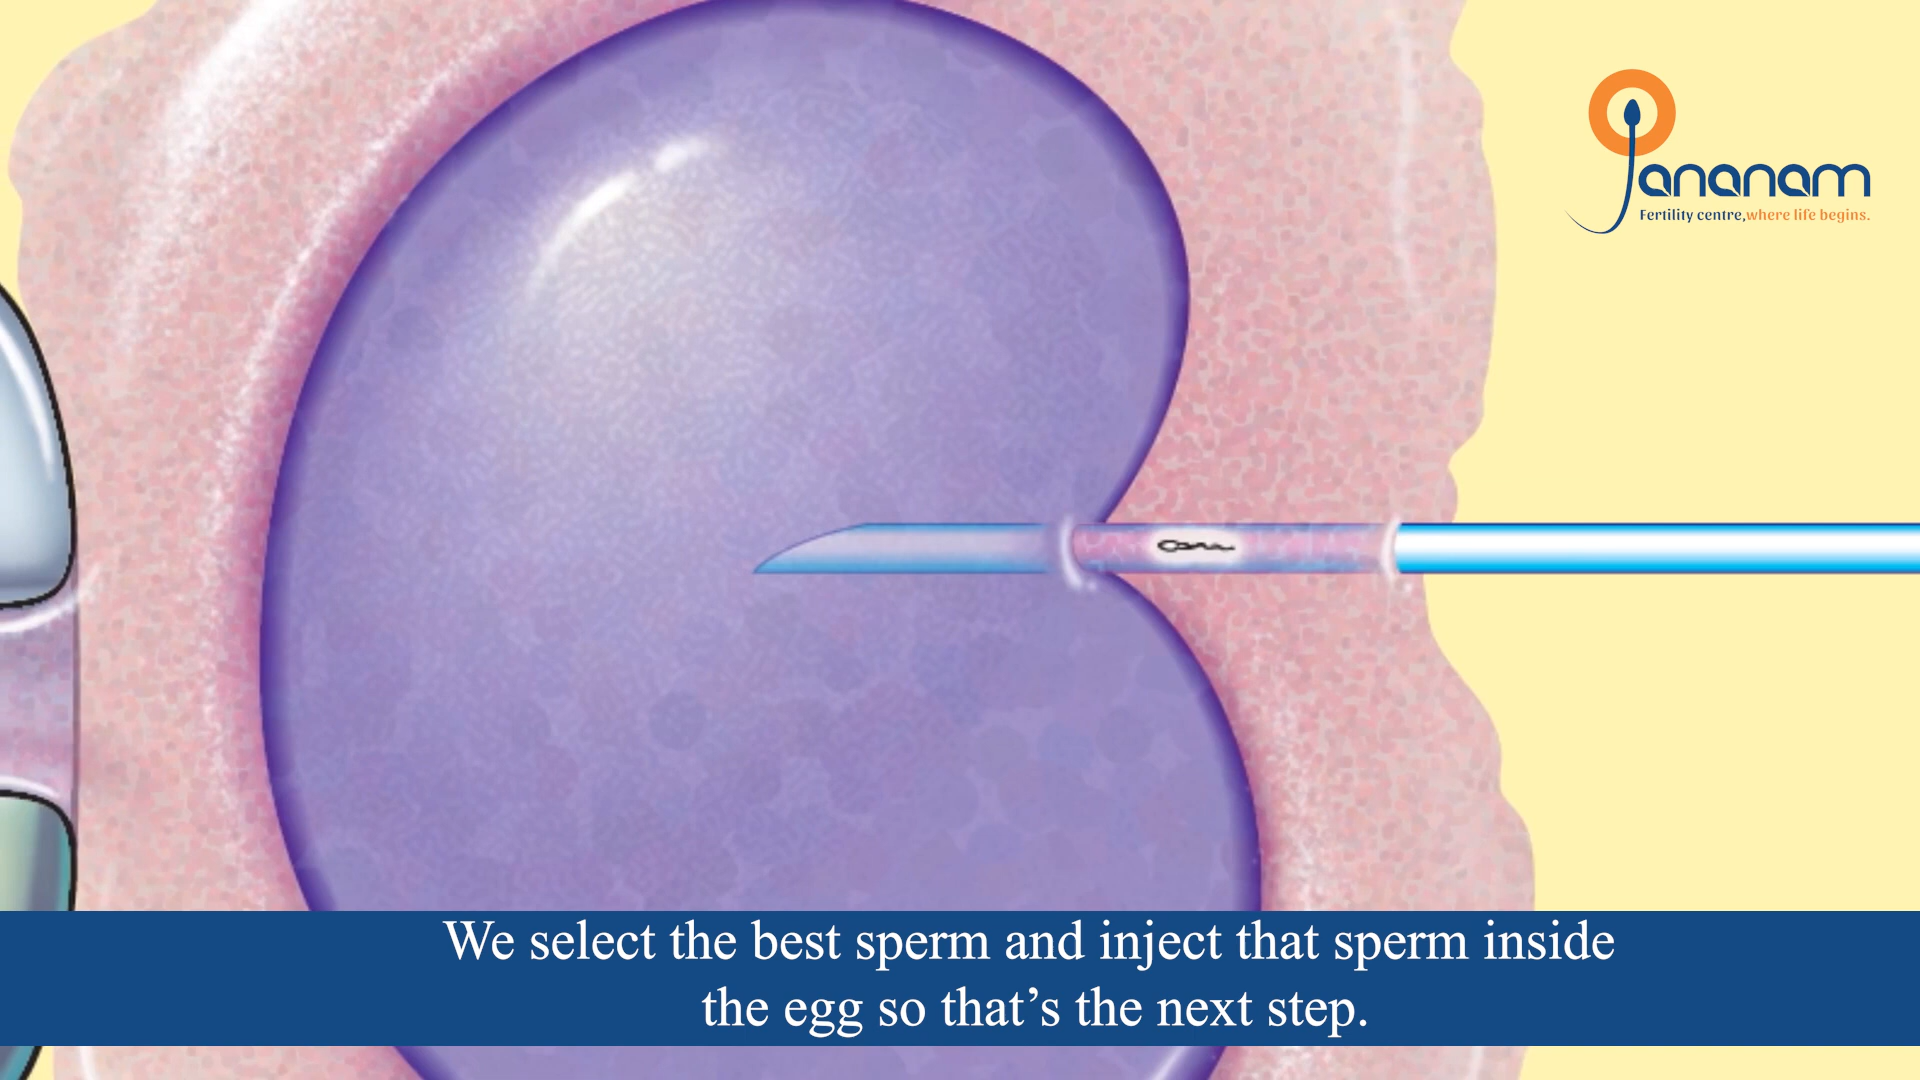 Jananam
Fertility centre,where life begins.
We select the best sperm and inject that sperm inside
the egg so that’s the next step.